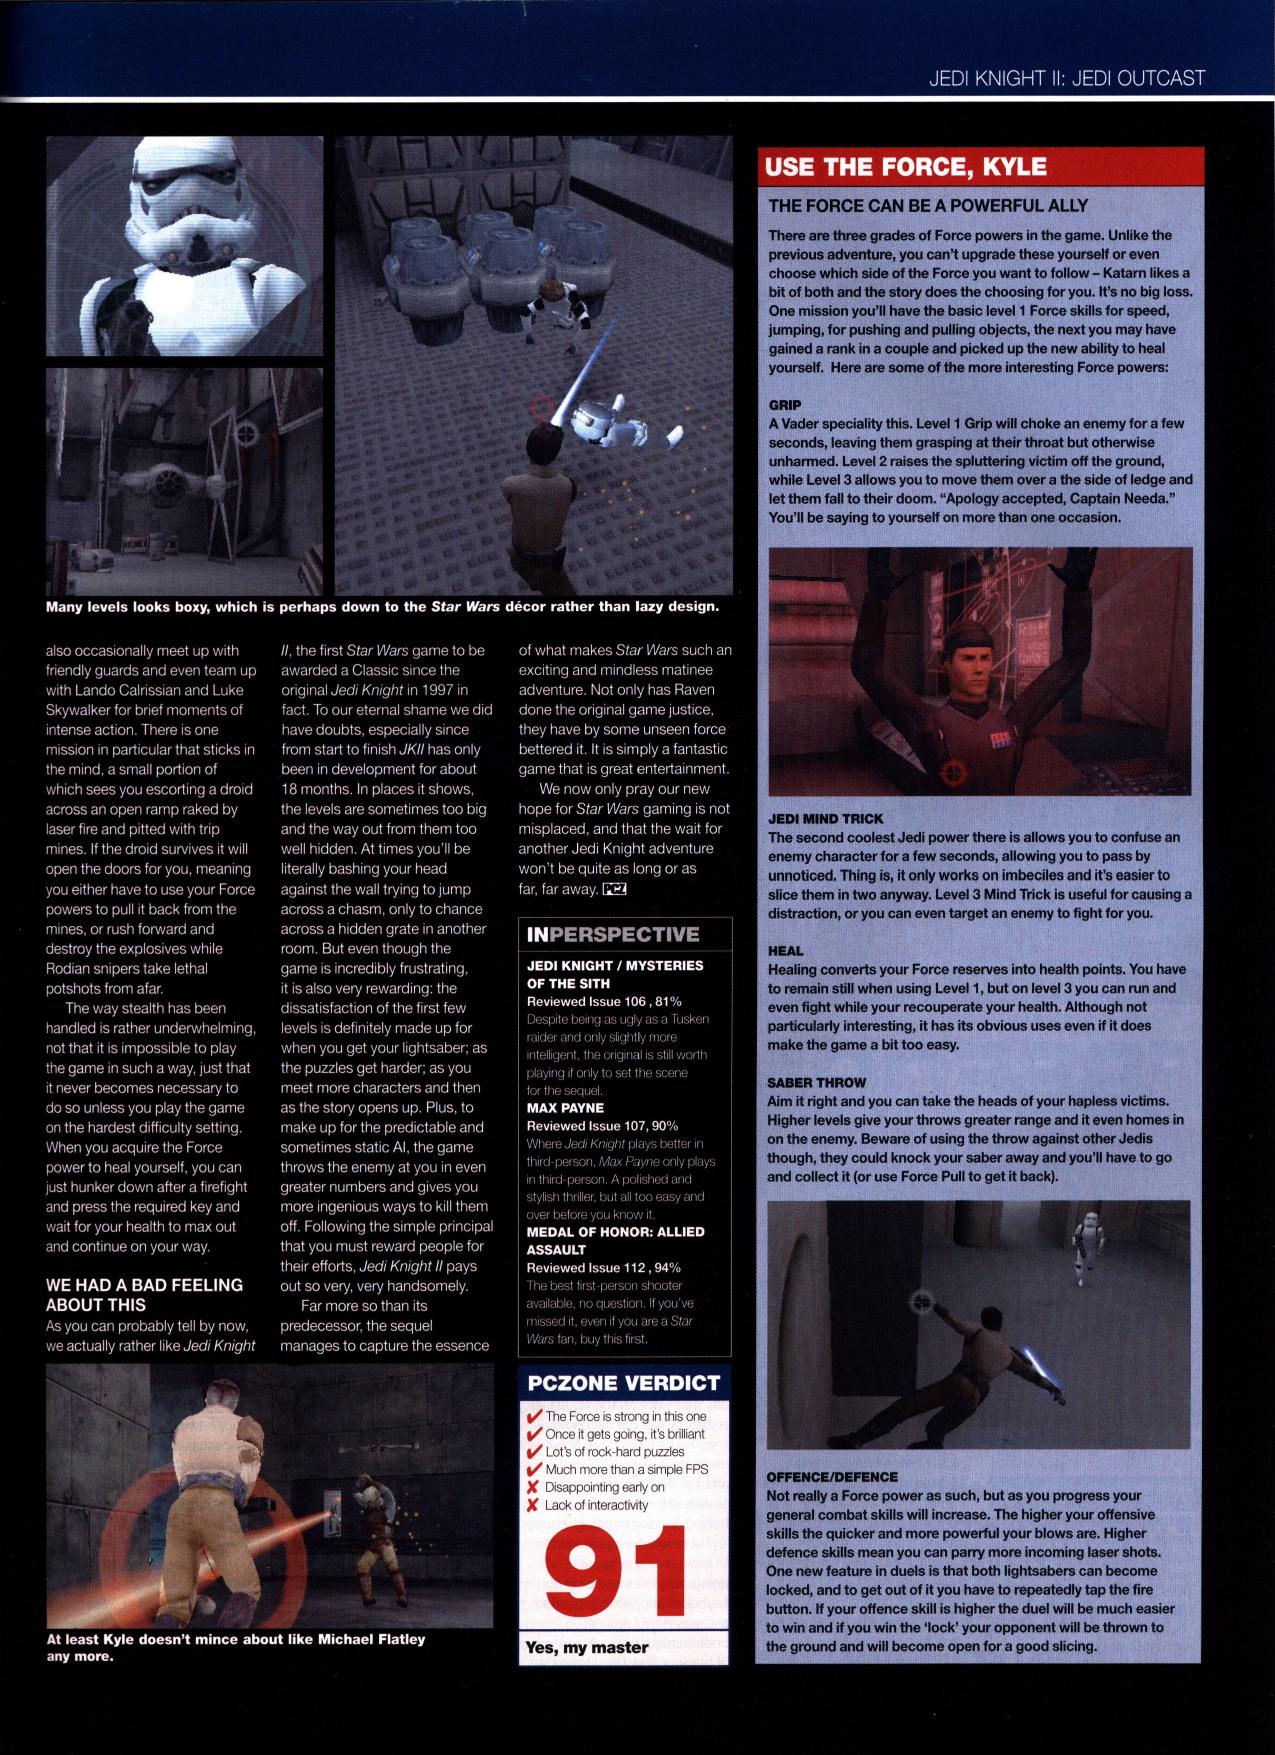 JEDI KNIGHT II: JEDI OUTCAST
Many levels looks boxy, which is perhaps down to the Star Wars décor rather than lazy design.
also occasionally meet up with
friendly guards and even team up
with Lando Calrissian and Luke
Skywalker for brief moments of
intense action. There is one
mission in particular that sticks in
the mind, a small portion of
which sees you escorting a droid
across an open ramp raked by
laser fire and pitted with trip
mines. If the droid survives it will
open the doors for you, meaning
you either have to use your Force
powers to pull it back from the
mines, or rush forward and
destroy the explosives while
Rodian snipers take lethal
potshots from afar.
The way stealth has been
handled is rather underwhelming,
not that it is impossible to play
the game in such a way, just that
it never becomes necessary to
do so unless you play the game
on the hardest difficulty setting.
When you acquire the Force
power to heal yourself, you can
just hunker down after a firefight
and press the required key and
wait for your health to max out
and continue on your way.
WE HAD A BAD FEELING
ABOUT THIS
As you can probably tell by now,
we actually rather like Jedi Knight
II, the first Star Wars game to be
awarded a Classic since the
original Jedi Knight in 1997 in
fact. To our eternal shame we did
have doubts, especially since
from start to finish JKII has only
been in development for about
18 months. In places it shows,
the levels are sometimes too big
and the way out from them too
well hidden. At times you'll be
literally bashing your head
against the wall trying to jump
across a chasm, only to chance
across a hidden grate in another
room. But even though the
game is incredibly frustrating,
it is also very rewarding: the
dissatisfaction of the first few
levels is definitely made up for
when you get your lightsaber; as
the puzzles get harder; as you
meet more characters and then
as the story opens up. Plus, to
make up for the predictable and
sometimes static AI, the game
throws the enemy at you in even
greater numbers and gives you
more ingenious ways to kill them
off. Following the simple principal
that you must reward people for
their efforts, Jedi Knight II pays
out so very, very handsomely.
Far more so than its
predecessor, the sequel
manages to capture the essence
of what makes Star Wars such an
exciting and mindless matinee
adventure. Not only has Raven
done the original game justice,
they have by some unseen force
bettered it. It is simply a fantastic
game that is great entertainment.
We now only pray our new
hope for Star Wars gaming is not
misplaced, and that the wait for
another Jedi Knight adventure
won't be quite as long or as
far, far away. PCZ
INPERSPECTIVE
JEDI KNIGHT / MYSTERIES
OF THE SITH
Reviewed Issue 106, 81%
Despite being as ugly as a Tusken
raider and only slightly more
intelligent, the original is still worth
playing if only to set the scene
for the sequel.
MAX PAYNE
Reviewed Issue 107, 90%
Where Jedi Knight plays better in
third-person, Max Payne only plays
in third-person. A polished and
stylish thriller, but all too easy and
over before you know it.
MEDAL OF HONOR: ALLIED
ASSAULT
Reviewed Issue 112, 94%
The best first-person shooter
available, no question. If you've
missed it, even if you are a Star
Wars fan, buy this first.
PCZONE VERDICT
✓ The Force is strong in this one
✓ Once it gets going, it's brilliant
✓ Lot's of rock-hard puzzles
✓ Much more than a simple FPS
✗ Disappointing early on
✗ Lack of interactivity
91
Yes, my master
At least Kyle doesn't mince about like Michael Flatley
any more.
USE THE FORCE, KYLE
THE FORCE CAN BE A POWERFUL ALLY
There are three grades of Force powers in the game. Unlike the
previous adventure, you can't upgrade these yourself or even
choose which side of the Force you want to follow – Katarn likes a
bit of both and the story does the choosing for you. It's no big loss.
One mission you'll have the basic level 1 Force skills for speed,
jumping, for pushing and pulling objects, the next you may have
gained a rank in a couple and picked up the new ability to heal
yourself. Here are some of the more interesting Force powers:
GRIP
A Vader speciality this. Level 1 Grip will choke an enemy for a few
seconds, leaving them grasping at their throat but otherwise
unharmed. Level 2 raises the spluttering victim off the ground,
while Level 3 allows you to move them over a the side of ledge and
let them fall to their doom. "Apology accepted, Captain Needa."
You'll be saying to yourself on more than one occasion.
JEDI MIND TRICK
The second coolest Jedi power there is allows you to confuse an
enemy character for a few seconds, allowing you to pass by
unnoticed. Thing is, it only works on imbeciles and it's easier to
slice them in two anyway. Level 3 Mind Trick is useful for causing a
distraction, or you can even target an enemy to fight for you.
HEAL
Healing converts your Force reserves into health points. You have
to remain still when using Level 1, but on level 3 you can run and
even fight while your recouperate your health. Although not
particularly interesting, it has its obvious uses even if it does
make the game a bit too easy.
SABER THROW
Aim it right and you can take the heads of your hapless victims.
Higher levels give your throws greater range and it even homes in
on the enemy. Beware of using the throw against other Jedis
though, they could knock your saber away and you'll have to go
and collect it (or use Force Pull to get it back).
OFFENCE/DEFENCE
Not really a Force power as such, but as you progress your
general combat skills will increase. The higher your offensive
skills the quicker and more powerful your blows are. Higher
defence skills mean you can parry more incoming laser shots.
One new feature in duels is that both lightsabers can become
locked, and to get out of it you have to repeatedly tap the fire
button. If your offence skill is higher the duel will be much easier
to win and if you win the 'lock' your opponent will be thrown to
the ground and will become open for a good slicing.